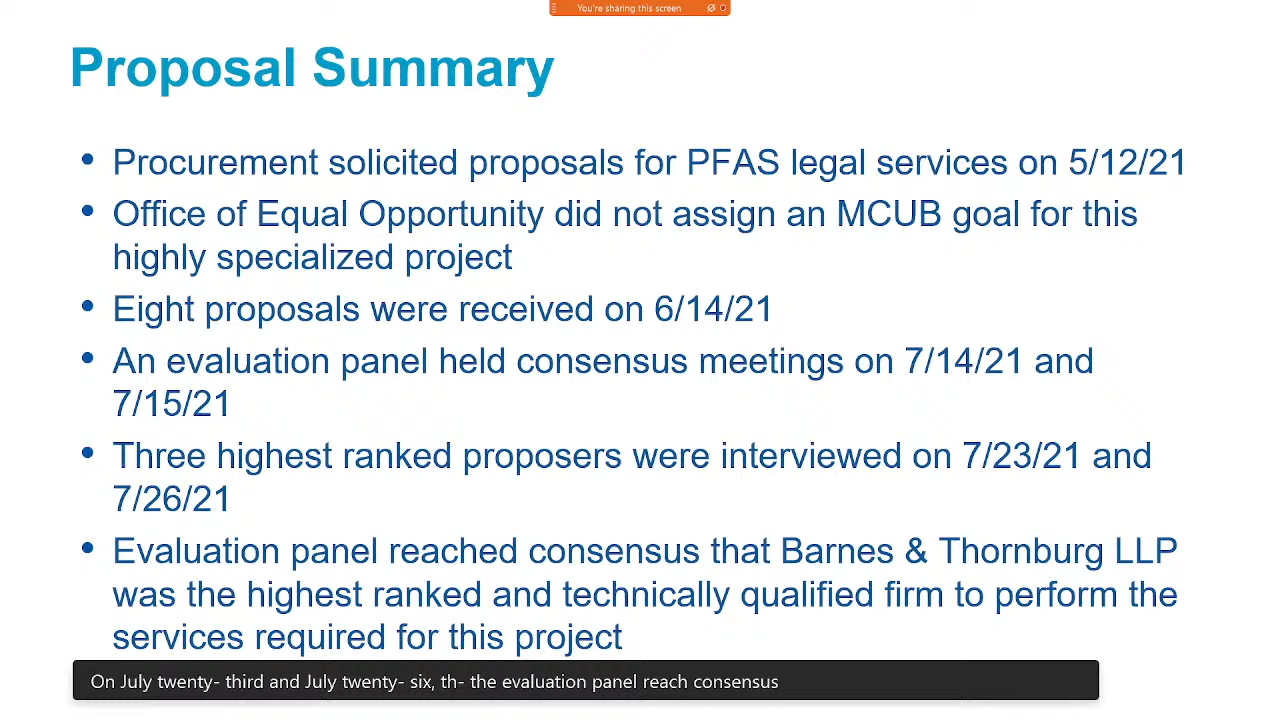 You're sharing this screen
Proposal Summary
• Procurement solicited proposals for PFAS legal services on 5/12/21
• Office of Equal Opportunity did not assign an MCUB goal for this
highly specialized project
• Eight proposals were received on 6/14/21
• An evaluation panel held consensus meetings on 7/14/21 and
7/15/21
• Three highest ranked proposers were interviewed on 7/23/21 and
7/26/21
• Evaluation panel reached consensus that Barnes & Thornburg LLP
was the highest ranked and technically qualified firm to perform the
services required for this project
On July twenty- third and July twenty- six, th- the evaluation panel reach consensus